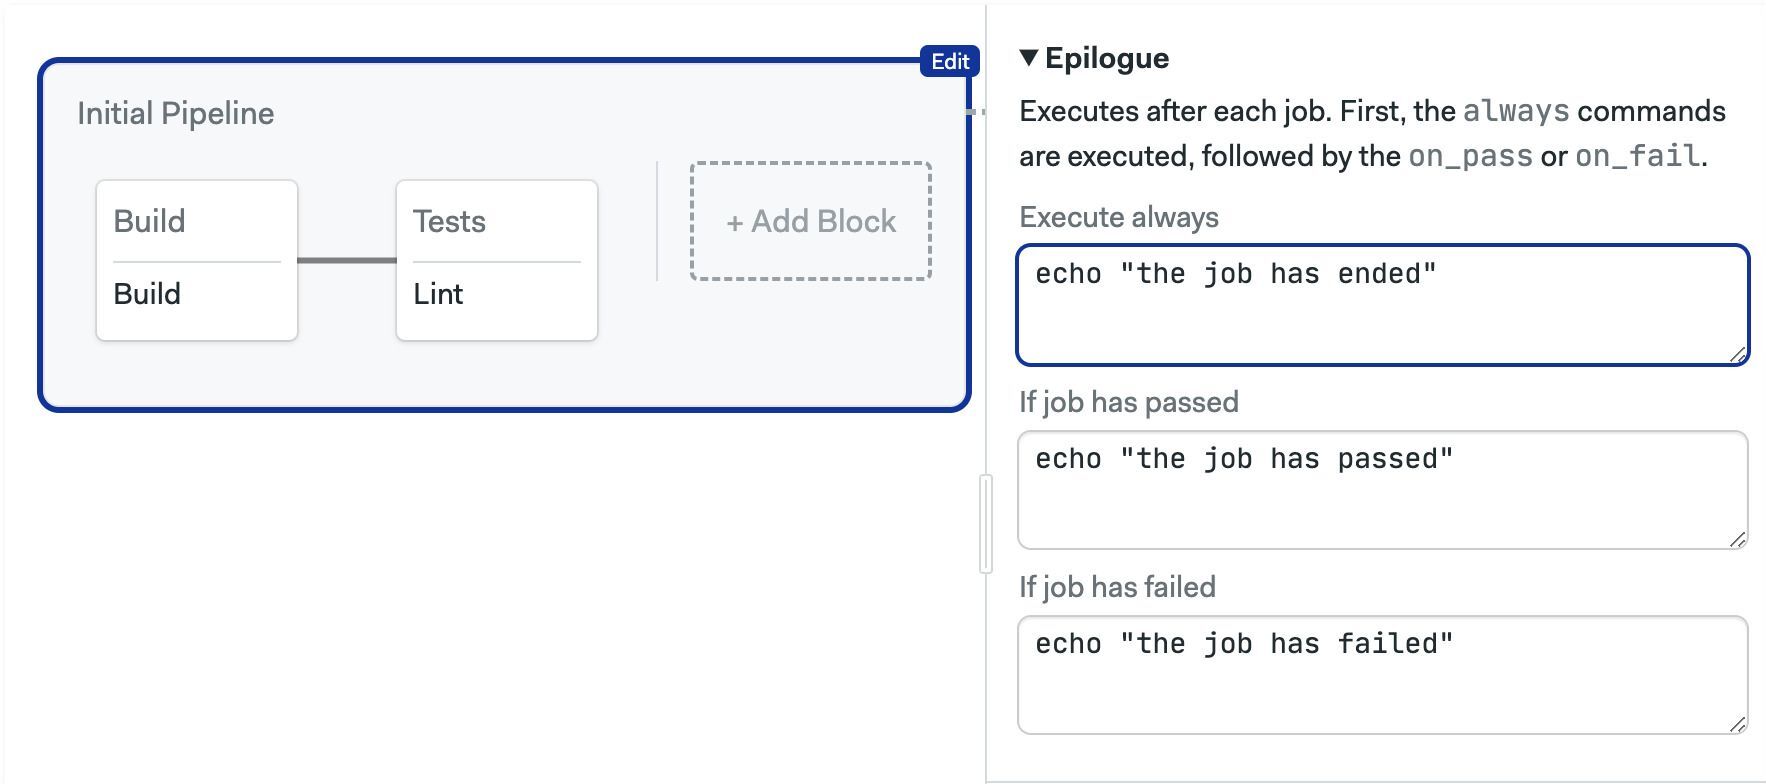 Edit
Initial Pipeline
Build
Build
Tests
Lint
+ Add Block
▼ Epilogue
Executes after each job. First, the always commands
are executed, followed by the on_pass or on_fail.
Execute always
echo "the job has ended"
If job has passed
echo "the job has passed"
If job has failed
echo "the job has failed"